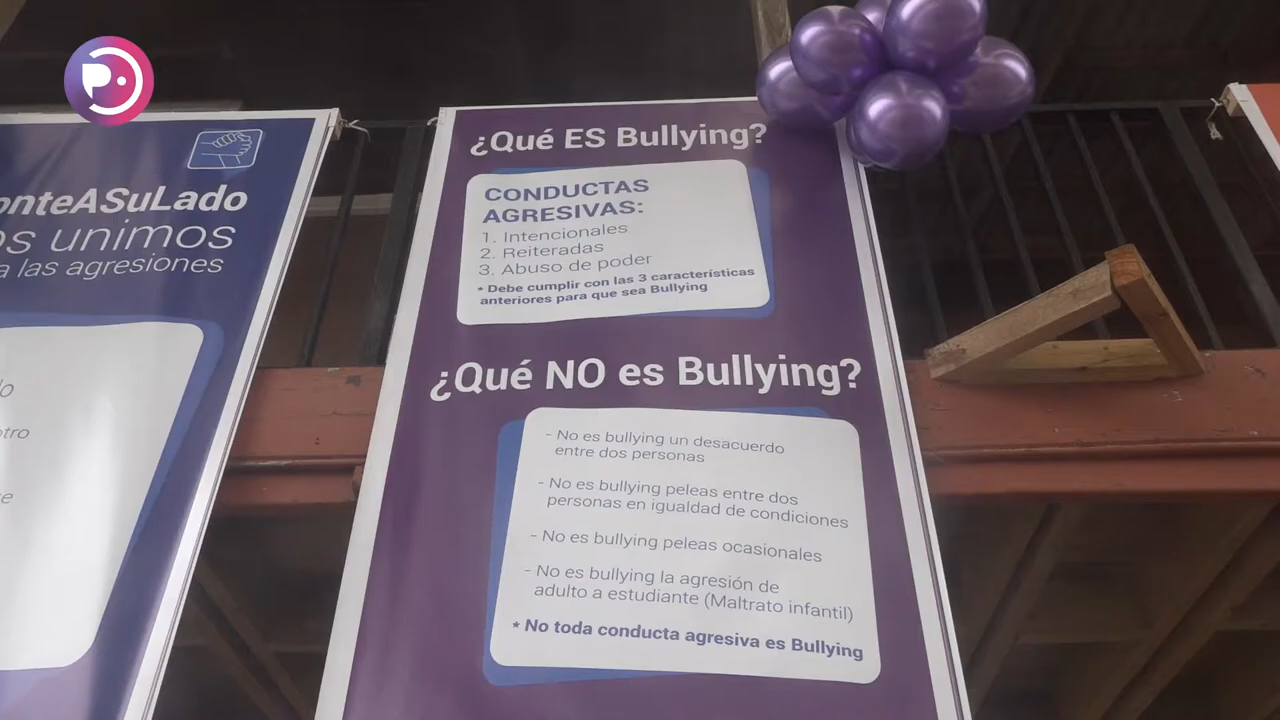 onteASuLado
os unimos
a las agresiones
lo
otro
¿Qué ES Bullying?
CONDUCTAS
AGRESIVAS:
1. Intencionales
2. Reiteradas
3. Abuso de poder
* Debe cumplir con las 3 características
anteriores para que sea Bullying
¿Qué NO es Bullying?
- No es bullying un desacuerdo
entre dos personas
- No es bullying peleas entre dos
personas en igualdad de condiciones
- No es bullying peleas ocasionales
- No es bullying la agresión de
adulto a estudiante (Maltrato infantil)
* No toda conducta agresiva es Bullying